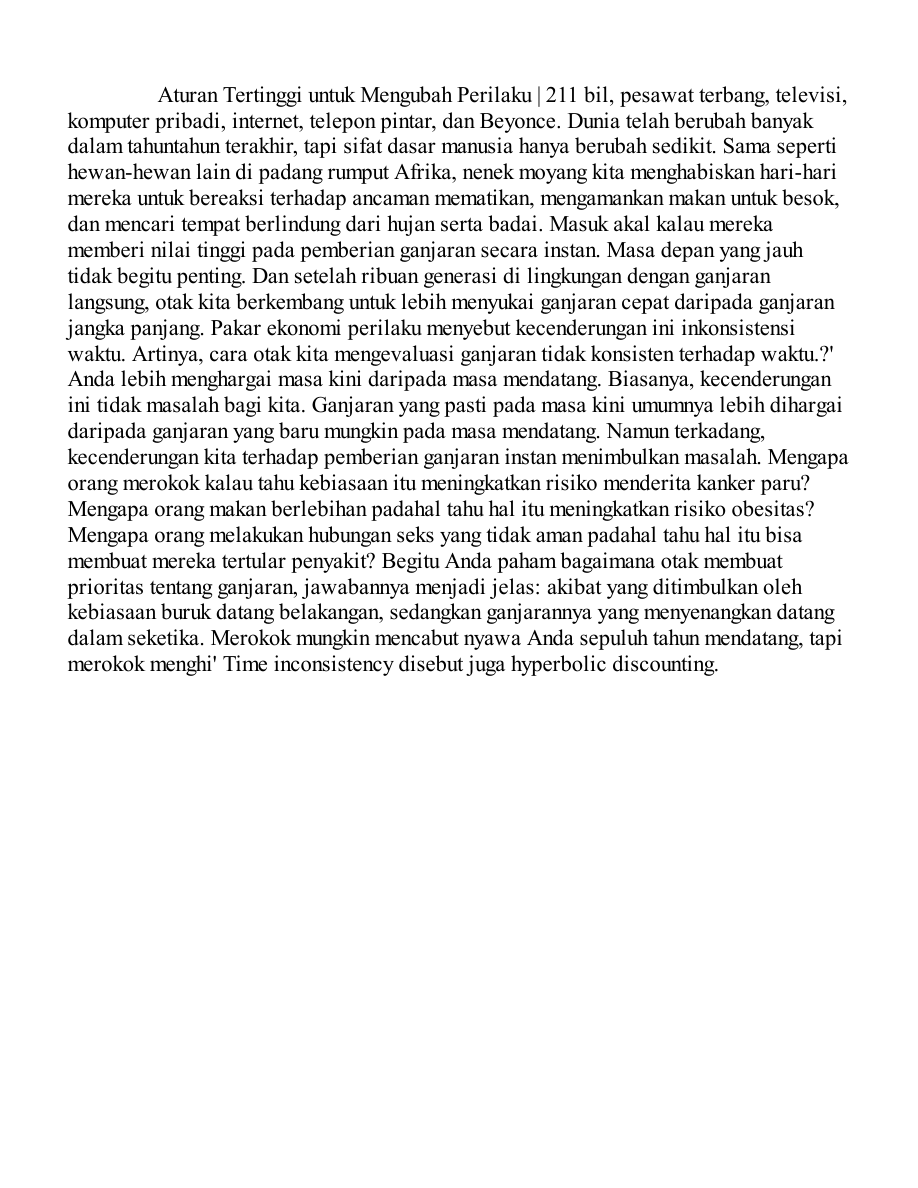 Aturan Tertinggi untuk Mengubah Perilaku | 211 bil, pesawat terbang, televisi,
komputer pribadi, internet, telepon pintar, dan Beyonce. Dunia telah berubah banyak
dalam tahuntahun terakhir, tapi sifat dasar manusia hanya berubah sedikit. Sama seperti
hewan-hewan lain di padang rumput Afrika, nenek moyang kita menghabiskan hari-hari
mereka untuk bereaksi terhadap ancaman mematikan, mengamankan makan untuk besok,
dan mencari tempat berlindung dari hujan serta badai. Masuk akal kalau mereka
memberi nilai tinggi pada pemberian ganjaran secara instan. Masa depan yang jauh
tidak begitu penting. Dan setelah ribuan generasi di lingkungan dengan ganjaran
langsung, otak kita berkembang untuk lebih menyukai ganjaran cepat daripada ganjaran
jangka panjang. Pakar ekonomi perilaku menyebut kecenderungan ini inkonsistensi
waktu. Artinya, cara otak kita mengevaluasi ganjaran tidak konsisten terhadap waktu.?'
Anda lebih menghargai masa kini daripada masa mendatang. Biasanya, kecenderungan
ini tidak masalah bagi kita. Ganjaran yang pasti pada masa kini umumnya lebih dihargai
daripada ganjaran yang baru mungkin pada masa mendatang. Namun terkadang,
kecenderungan kita terhadap pemberian ganjaran instan menimbulkan masalah. Mengapa
orang merokok kalau tahu kebiasaan itu meningkatkan risiko menderita kanker paru?
Mengapa orang makan berlebihan padahal tahu hal itu meningkatkan risiko obesitas?
Mengapa orang melakukan hubungan seks yang tidak aman padahal tahu hal itu bisa
membuat mereka tertular penyakit? Begitu Anda paham bagaimana otak membuat
prioritas tentang ganjaran, jawabannya menjadi jelas: akibat yang ditimbulkan oleh
kebiasaan buruk datang belakangan, sedangkan ganjarannya yang menyenangkan datang
dalam seketika. Merokok mungkin mencabut nyawa Anda sepuluh tahun mendatang, tapi
merokok menghi' Time inconsistency disebut juga hyperbolic discounting.